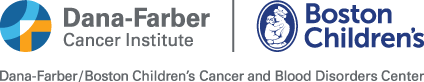 Dana-Farber
Cancer Institute
Boston
Children's
Dana-Farber/Boston Children's Cancer and Blood Disorders Center